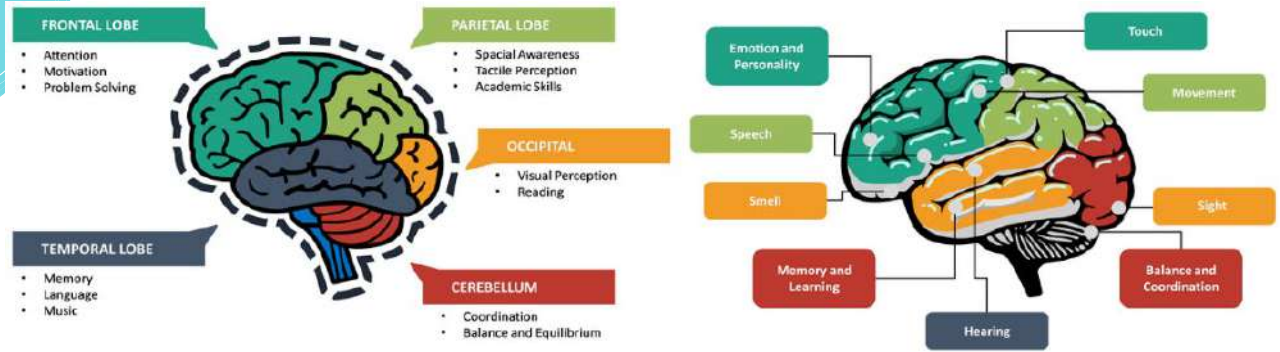 FRONTAL LOBE
• Attention
• Motivation
• Problem Solving
PARIETAL LOBE
• Spacial Awareness
• Tactile Perception
• Academic Skills
OCCIPITAL
• Visual Perception
• Reading
TEMPORAL LOBE
• Memory
• Language
• Music
CEREBELLUM
• Coordination
• Balance and Equilibrium
Emotion and
Personality
Touch
Movement
Speech
Smell
Sight
Memory and
Learning
Balance and
Coordination
Hearing